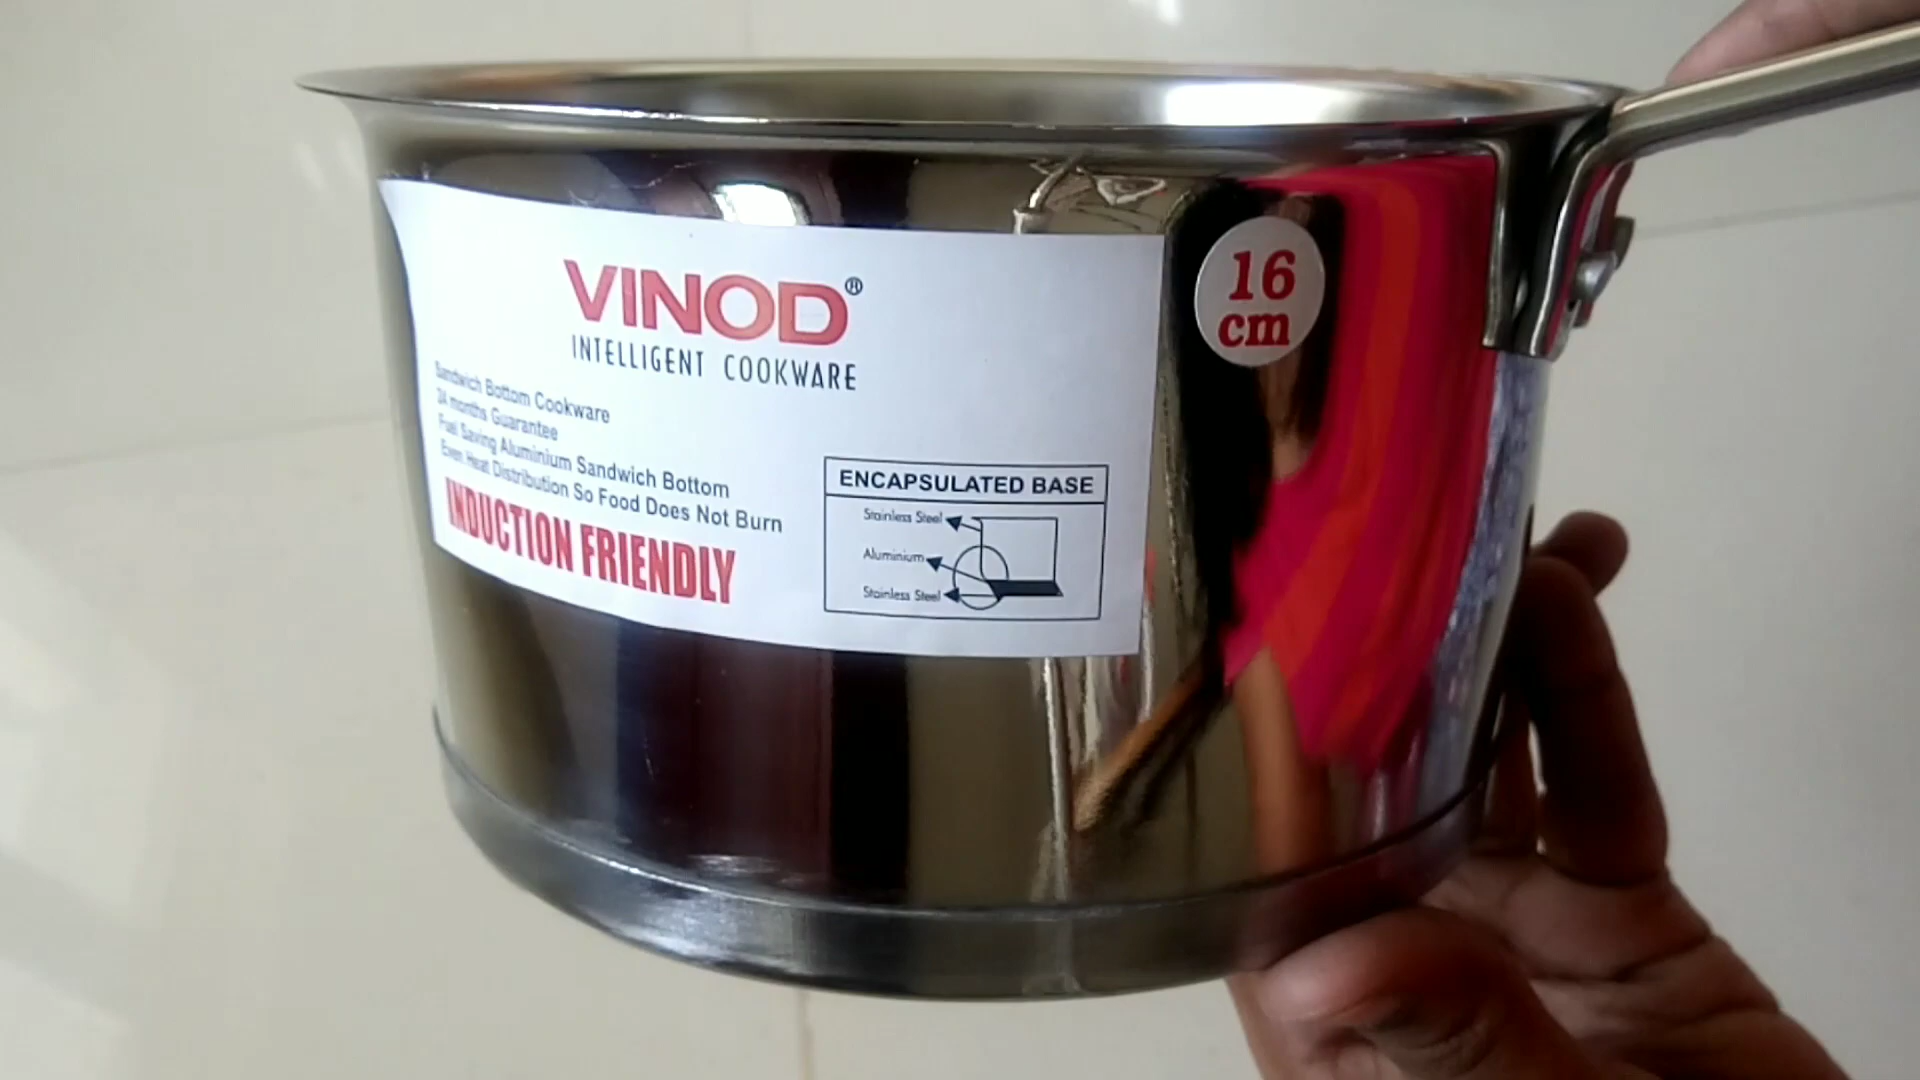 VINOD®
INTELLIGENT COOKWARE
Sandwich Bottom Cookware
24 months Guarantee
Fuel Saving Aluminium Sandwich Bottom
Even Heat Distribution So Food Does Not Burn
INDUCTION FRIENDLY
ENCAPSULATED BASE
Stainless Steel
Aluminium
Stainless Steel
16
cm